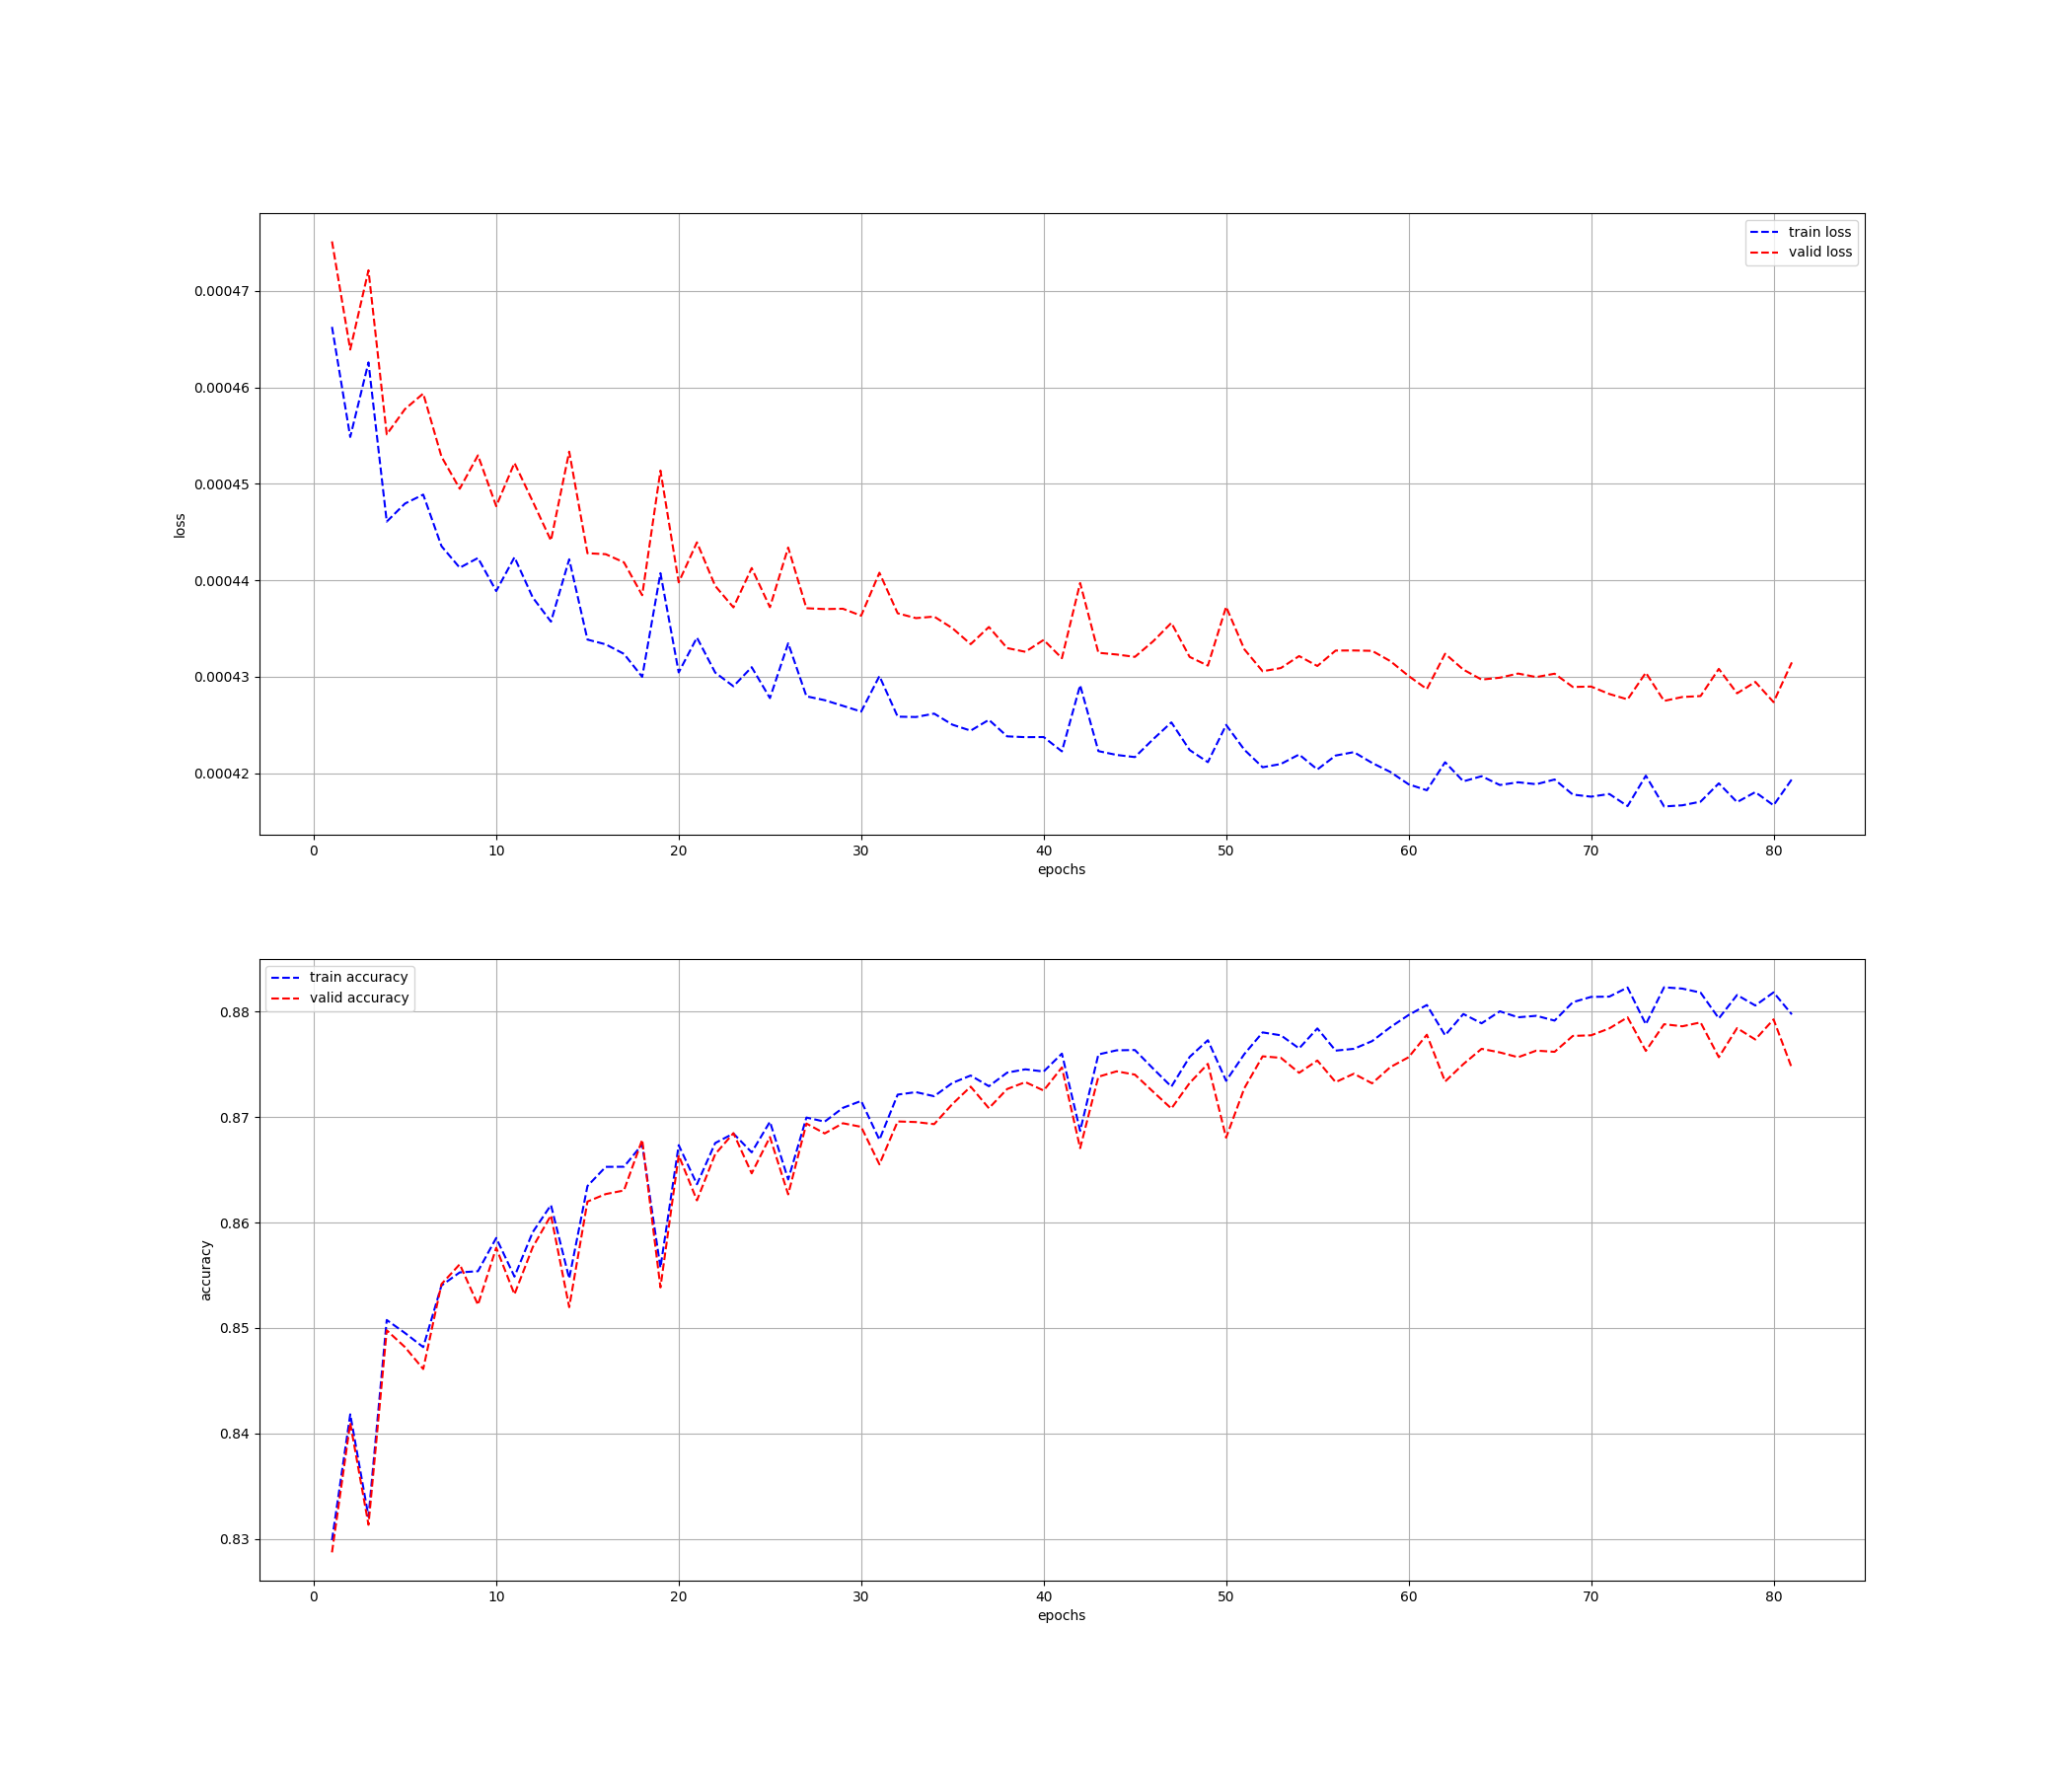 train loss
valid loss
0.00047
0.00046
0.00045
0.00044
0.00043
0.00042
loss
0 10 20 30 40 50 60 70 80
epochs
train accuracy
valid accuracy
0.88
0.87
0.86
0.85
0.84
0.83
accuracy
0 10 20 30 40 50 60 70 80
epochs